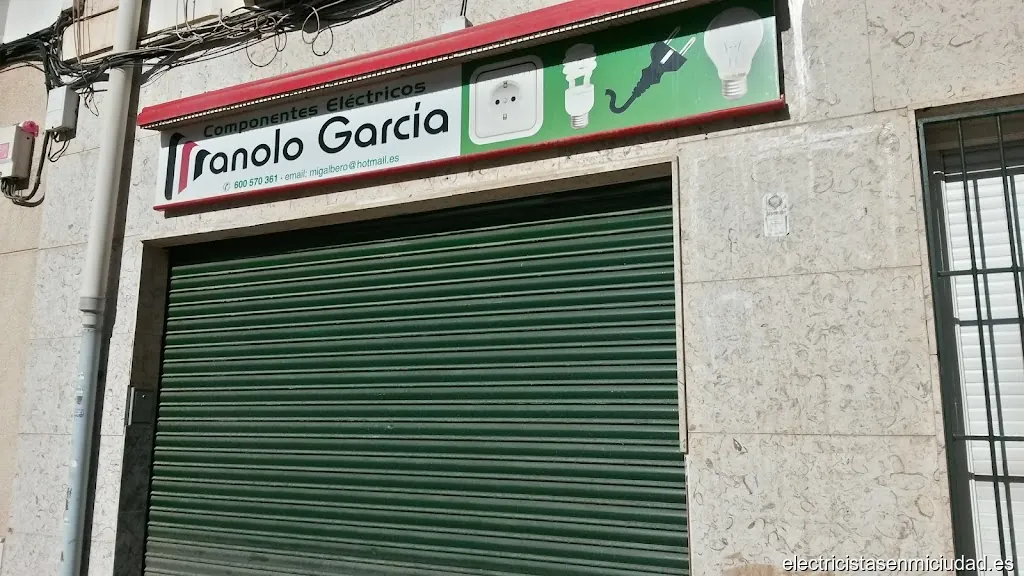 Componentes Eléctricos
Manolo García
✆ 600 570 361 - email: migalbero@hotmail.es
electricistasenmiciudad.es